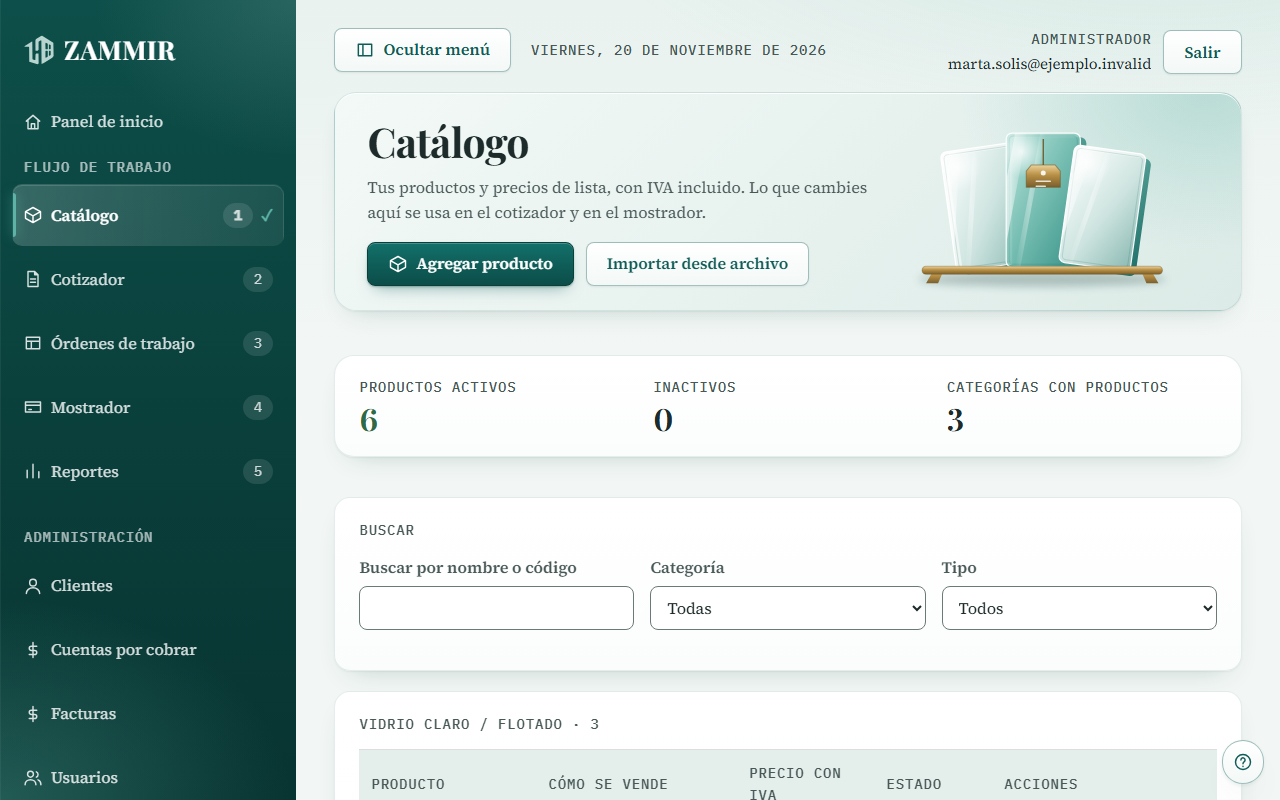 ZAMMIR
Panel de inicio
FLUJO DE TRABAJO
Catálogo 1 ✓
Cotizador 2
Órdenes de trabajo 3
Mostrador 4
Reportes 5
ADMINISTRACIÓN
Clientes
Cuentas por cobrar
Facturas
Usuarios
Ocultar menú
VIERNES, 20 DE NOVIEMBRE DE 2026
ADMINISTRADOR
marta.solis@ejemplo.invalid
Salir
Catálogo
Tus productos y precios de lista, con IVA incluido. Lo que cambies
aquí se usa en el cotizador y en el mostrador.
Agregar producto
Importar desde archivo
PRODUCTOS ACTIVOS
6
INACTIVOS
0
CATEGORÍAS CON PRODUCTOS
3
BUSCAR
Buscar por nombre o código
Categoría
Todas
Tipo
Todos
VIDRIO CLARO / FLOTADO · 3
PRODUCTO
CÓMO SE VENDE
PRECIO CON
IVA
ESTADO
ACCIONES